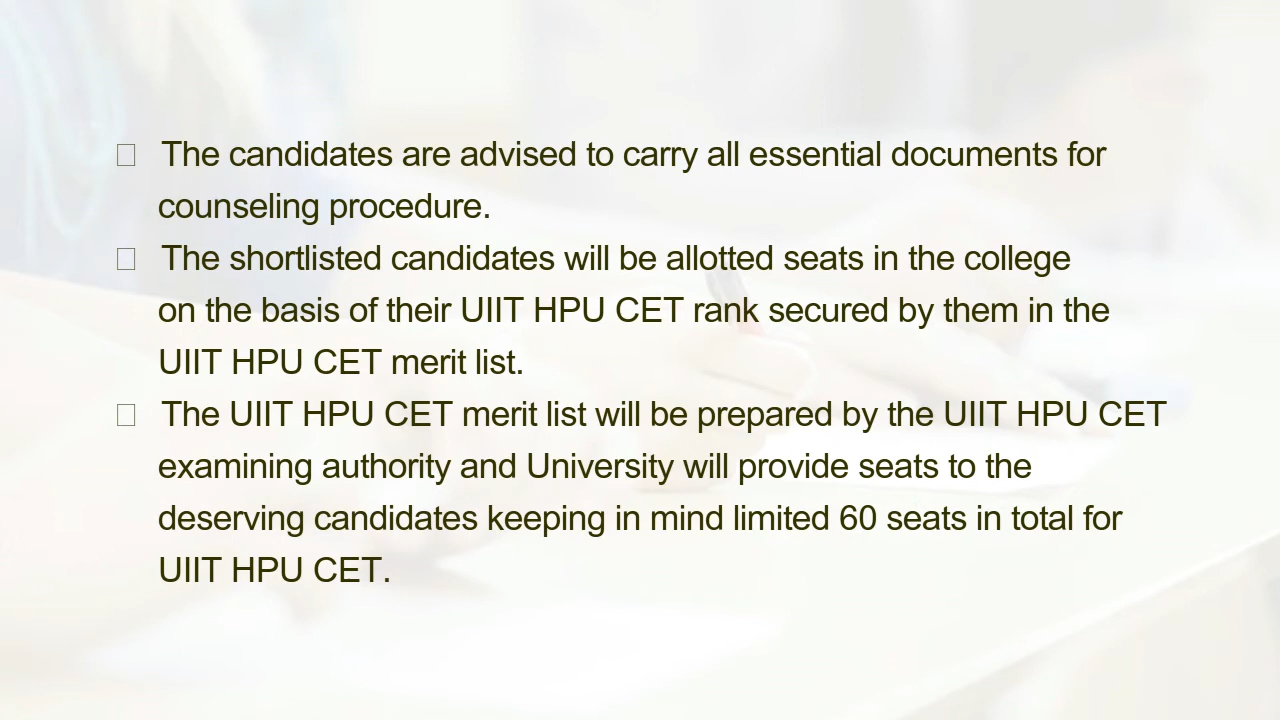 The candidates are advised to carry all essential documents for
counseling procedure.
The shortlisted candidates will be allotted seats in the college
on the basis of their UIIT HPU CET rank secured by them in the
UIIT HPU CET merit list.
The UIIT HPU CET merit list will be prepared by the UIIT HPU CET
examining authority and University will provide seats to the
deserving candidates keeping in mind limited 60 seats in total for
UIIT HPU CET.